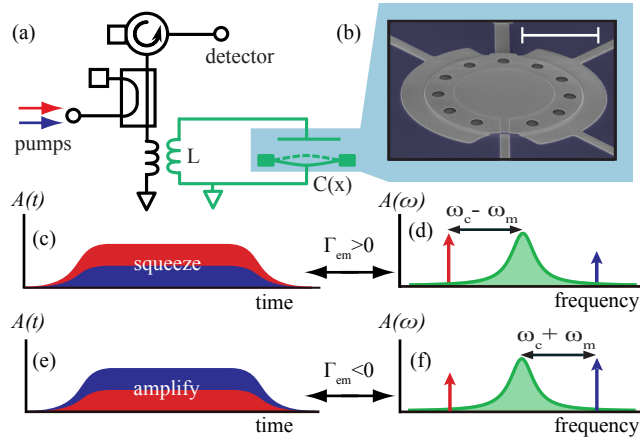 (a)
(b)
detector
pumps
L
C(x)
A(t)
(c)
squeeze
time
Γem>0
A(ω)
(d)
ωc- ωm
frequency
A(t)
(e)
amplify
time
Γem<0
A(ω)
(f)
ωc+ ωm
frequency